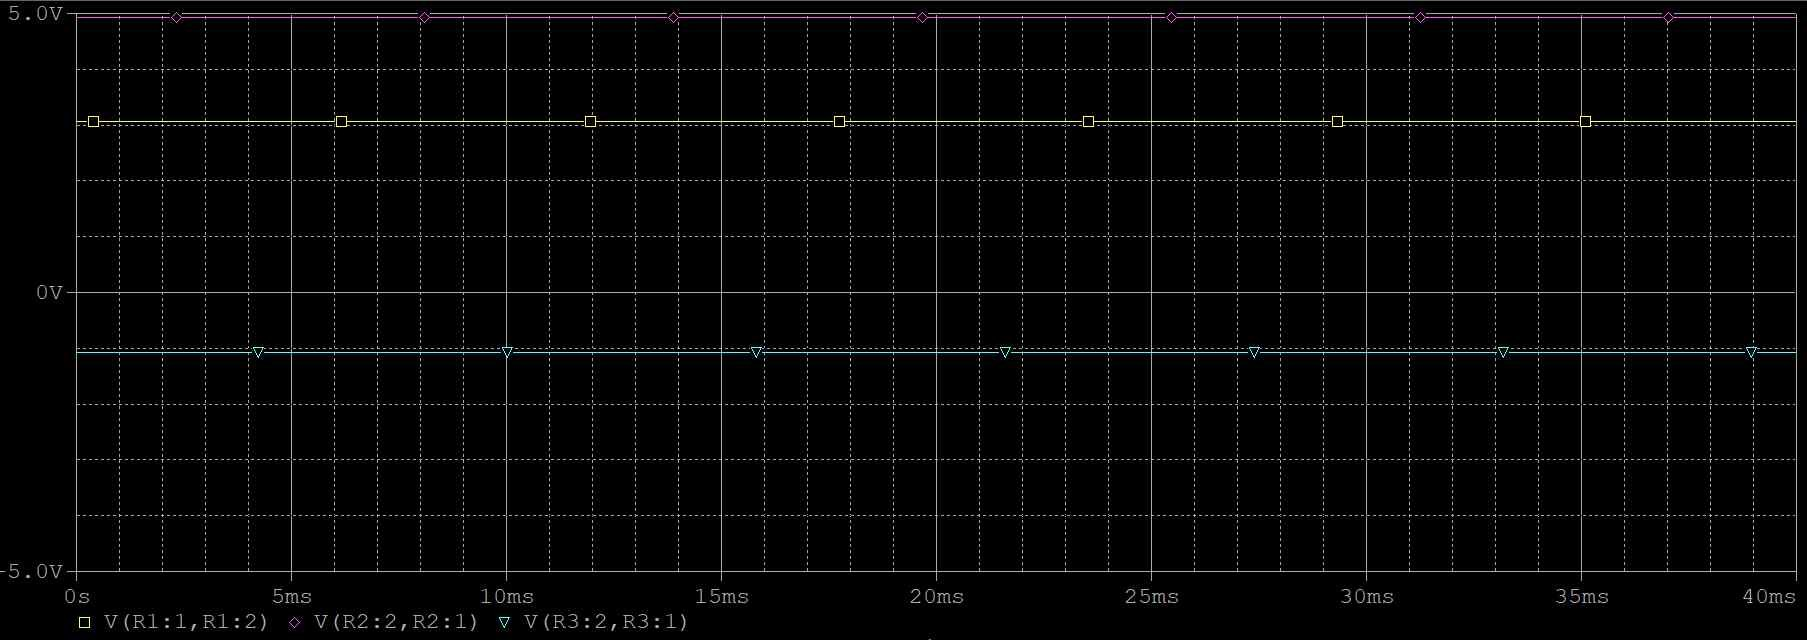 5.0V
0V
-5.0V
0s 5ms 10ms 15ms 20ms 25ms 30ms 35ms 40ms
V(R1:1,R1:2) V(R2:2,R2:1) V(R3:2,R3:1)